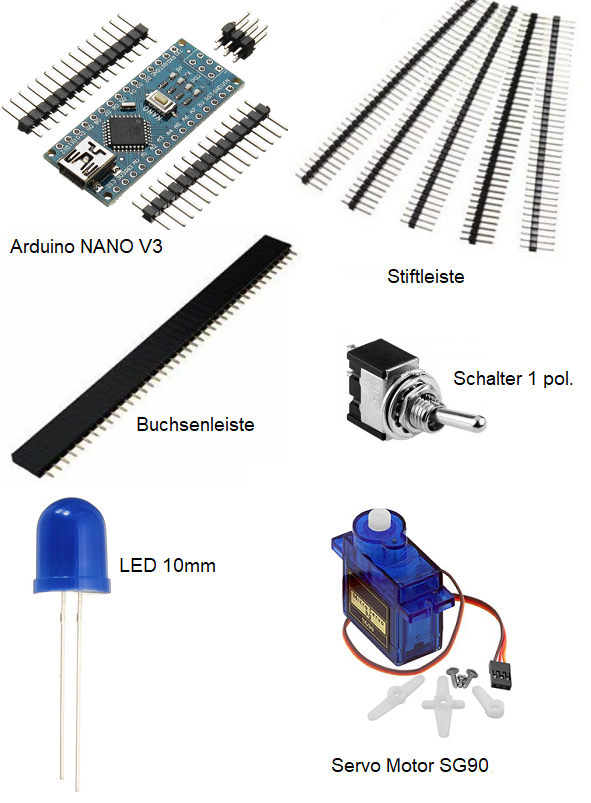 Arduino NANO V3
Stiftleiste
Schalter 1 pol.
Buchsenleiste
LED 10mm
Servo Motor SG90